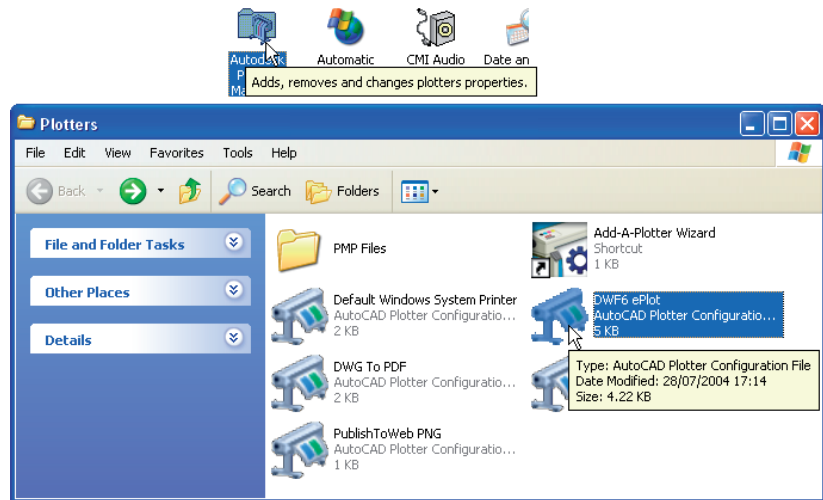 Autodesk Automatic CMI Audio Date an
P
Ma
Adds, removes and changes plotters properties.
Plotters
File Edit View Favorites Tools Help
Back Search Folders
File and Folder Tasks
Other Places
Details
PMP Files
Add-A-Plotter Wizard
Shortcut
1 KB
Default Windows System Printer
AutoCAD Plotter Configuratio...
2 KB
DWF6 ePlot
AutoCAD Plotter Configuratio...
5 KB
DWG To PDF
AutoCAD Plotter Configuratio...
2 KB
Type: AutoCAD Plotter Configuration File
Date Modified: 28/07/2004 17:14
Size: 4.22 KB
PublishToWeb PNG
AutoCAD Plotter Configuratio...
1 KB